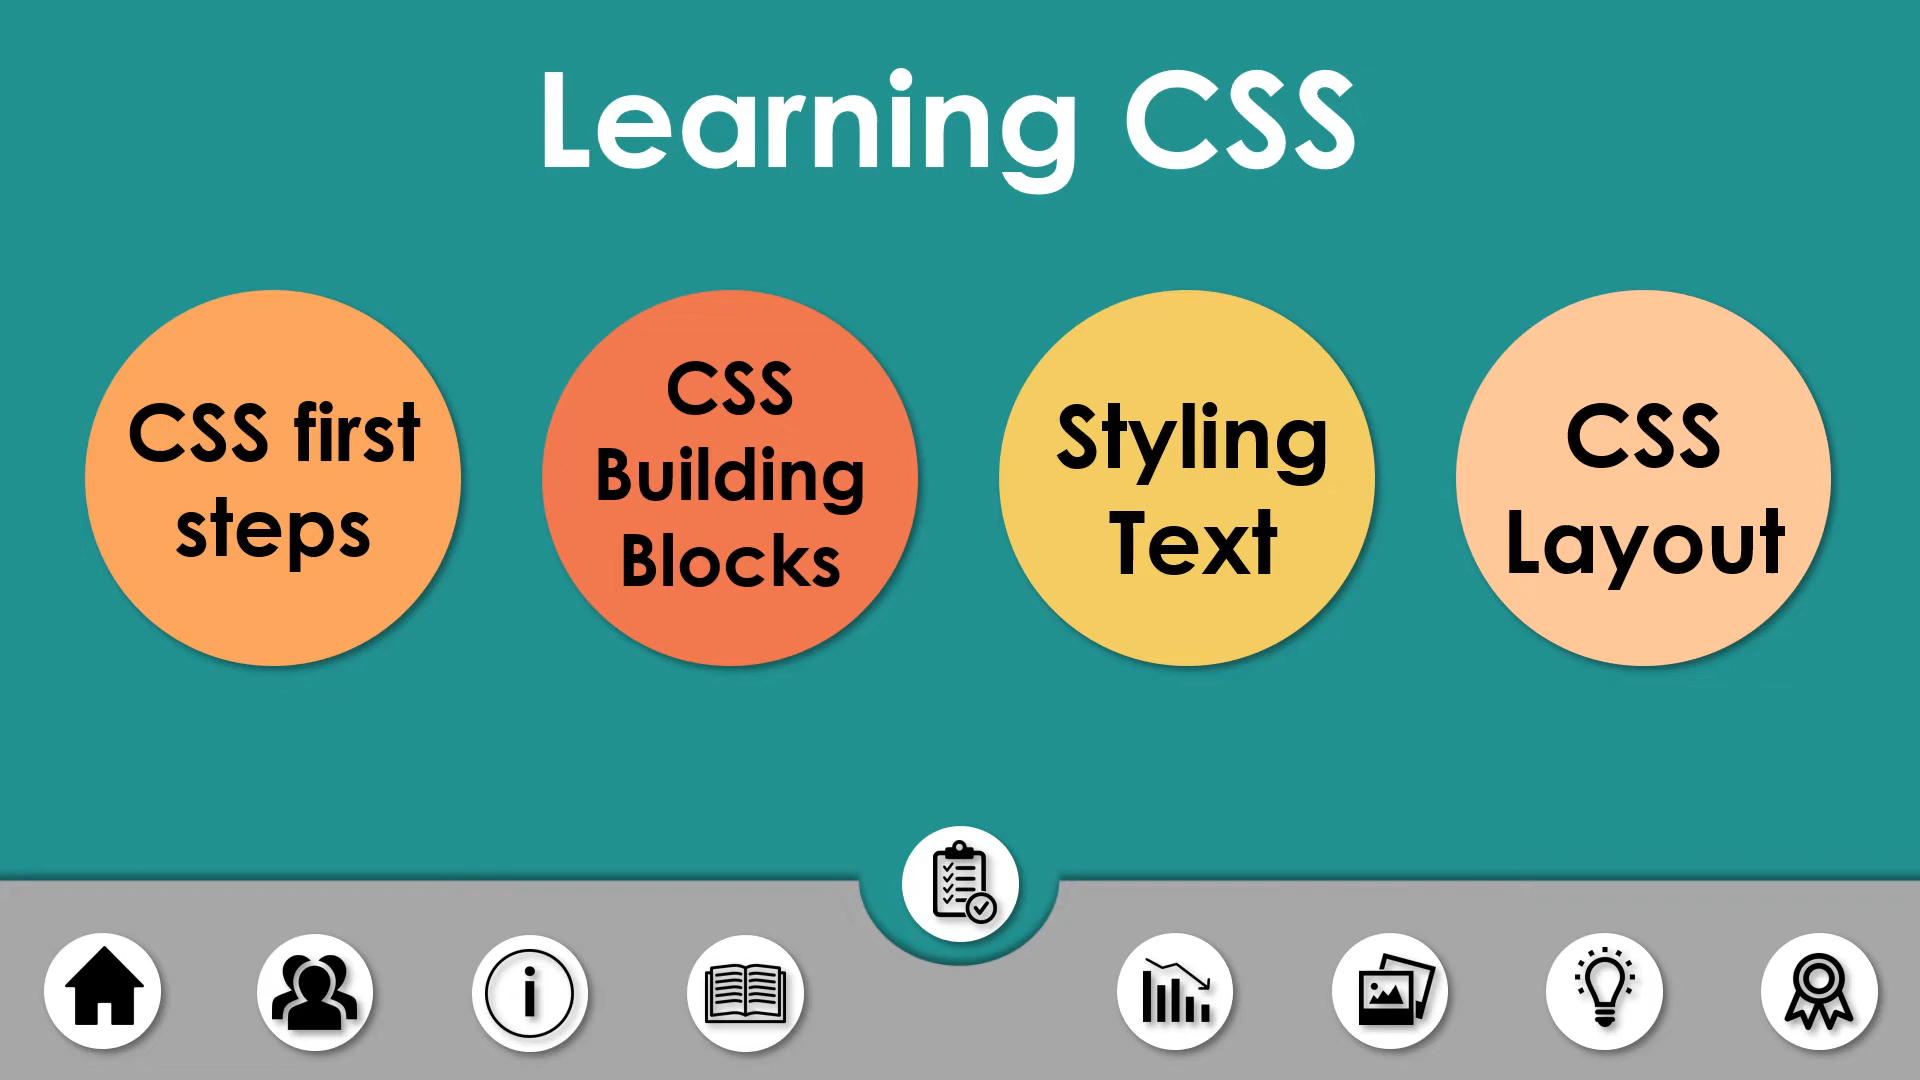 Learning CSS
CSS first
steps
CSS
Building
Blocks
Styling
Text
CSS
Layout